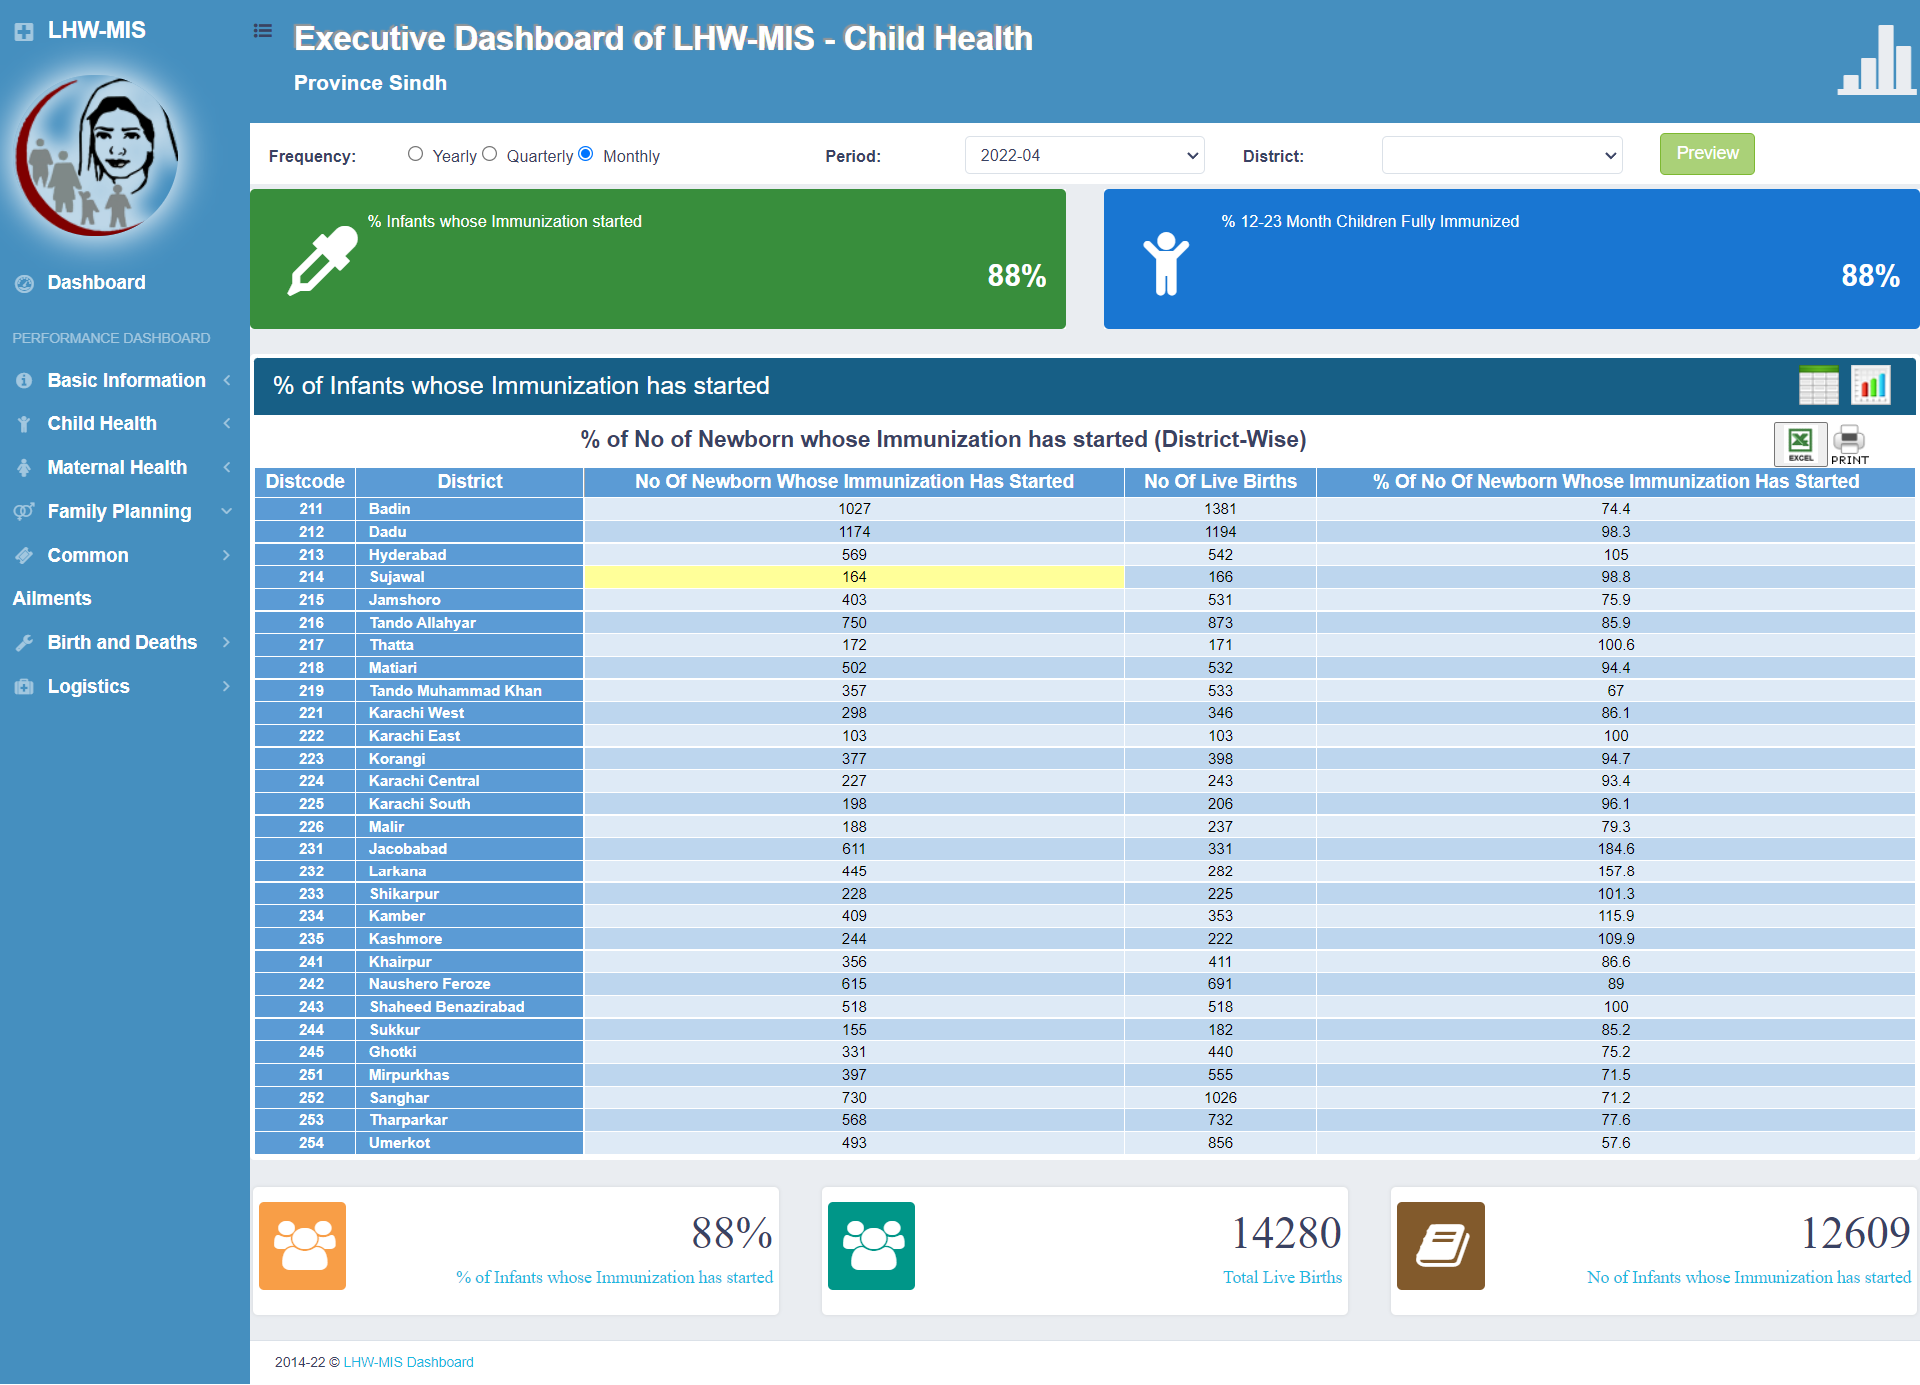 LHW-MIS
Executive Dashboard of LHW-MIS - Child Health
Province Sindh
Dashboard
PERFORMANCE DASHBOARD
Basic Information
Child Health
Maternal Health
Family Planning
Common
Ailments
Birth and Deaths
Logistics
Frequency: Yearly Quarterly Monthly Period: 2022-04 District: Preview
% Infants whose Immunization started
88%
% 12-23 Month Children Fully Immunized
88%
% of Infants whose Immunization has started
% of No of Newborn whose Immunization has started (District-Wise)
EXCEL PRINT
Distcode District No Of Newborn Whose Immunization Has Started No Of Live Births % Of No Of Newborn Whose Immunization Has Started
211 Badin 1027 1381 74.4
212 Dadu 1174 1194 98.3
213 Hyderabad 569 542 105
214 Sujawal 164 166 98.8
215 Jamshoro 403 531 75.9
216 Tando Allahyar 750 873 85.9
217 Thatta 172 171 100.6
218 Matiari 502 532 94.4
219 Tando Muhammad Khan 357 533 67
221 Karachi West 298 346 86.1
222 Karachi East 103 103 100
223 Korangi 377 398 94.7
224 Karachi Central 227 243 93.4
225 Karachi South 198 206 96.1
226 Malir 188 237 79.3
231 Jacobabad 611 331 184.6
232 Larkana 445 282 157.8
233 Shikarpur 228 225 101.3
234 Kamber 409 353 115.9
235 Kashmore 244 222 109.9
241 Khairpur 356 411 86.6
242 Naushero Feroze 615 691 89
243 Shaheed Benazirabad 518 518 100
244 Sukkur 155 182 85.2
245 Ghotki 331 440 75.2
251 Mirpurkhas 397 555 71.5
252 Sanghar 730 1026 71.2
253 Tharparkar 568 732 77.6
254 Umerkot 493 856 57.6
88%
% of Infants whose Immunization has started
14280
Total Live Births
12609
No of Infants whose Immunization has started
2014-22 © LHW-MIS Dashboard